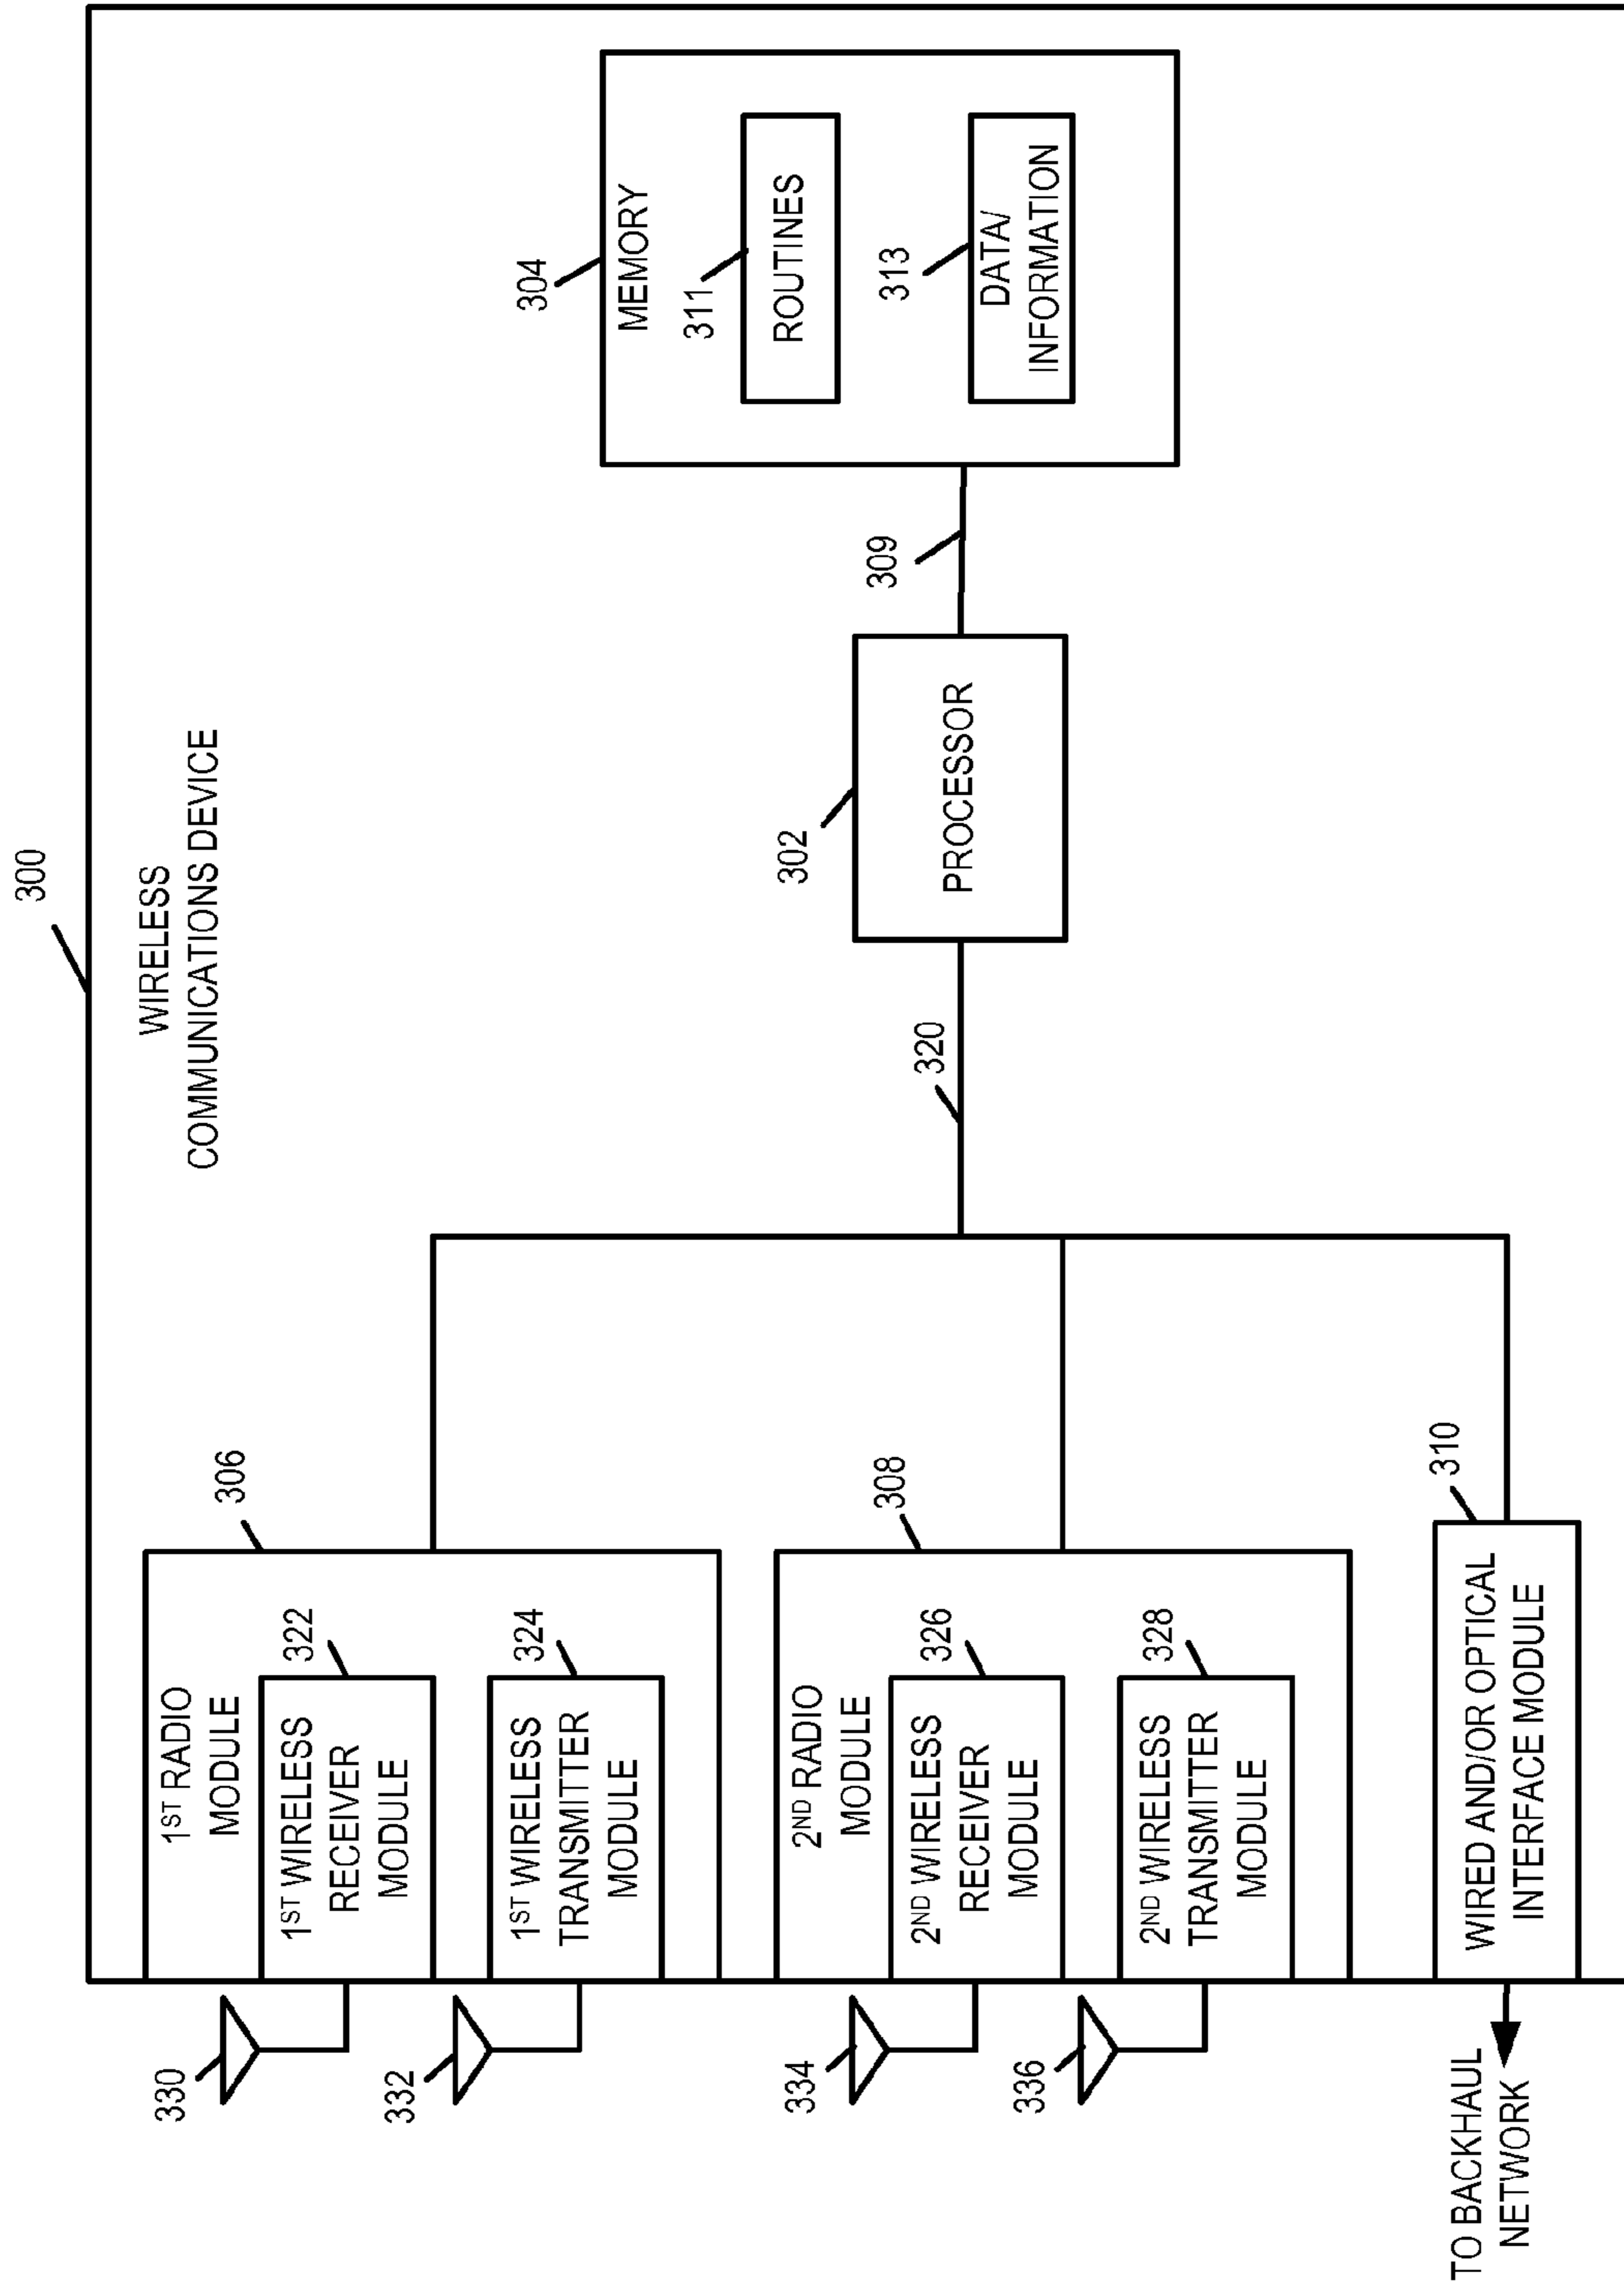 300
WIRELESS
COMMUNICATIONS DEVICE
330
332
334
336
TO BACKHAUL
NETWORK
306
1ST RADIO
MODULE
322
1ST WIRELESS
RECEIVER
MODULE
324
1ST WIRELESS
TRANSMITTER
MODULE
308
2ND RADIO
MODULE
326
2ND WIRELESS
RECEIVER
MODULE
328
2ND WIRELESS
TRANSMITTER
MODULE
310
WIRED AND/OR OPTICAL
INTERFACE MODULE
320
302
PROCESSOR
309
304
MEMORY
311
ROUTINES
313
DATA/
INFORMATION